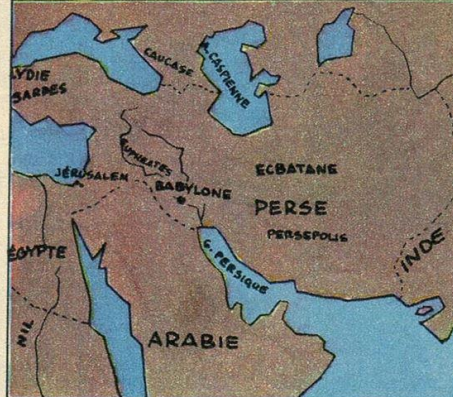 CAUCASE
M. CASPIENNE
LYDIE
SARDES
EUPHRATES
ECBATANE
JÉRUSALEM
BABYLONE
PERSE
PERSEPOLIS
ÉGYPTE
INDE
G. PERSIQUE
NIL
ARABIE